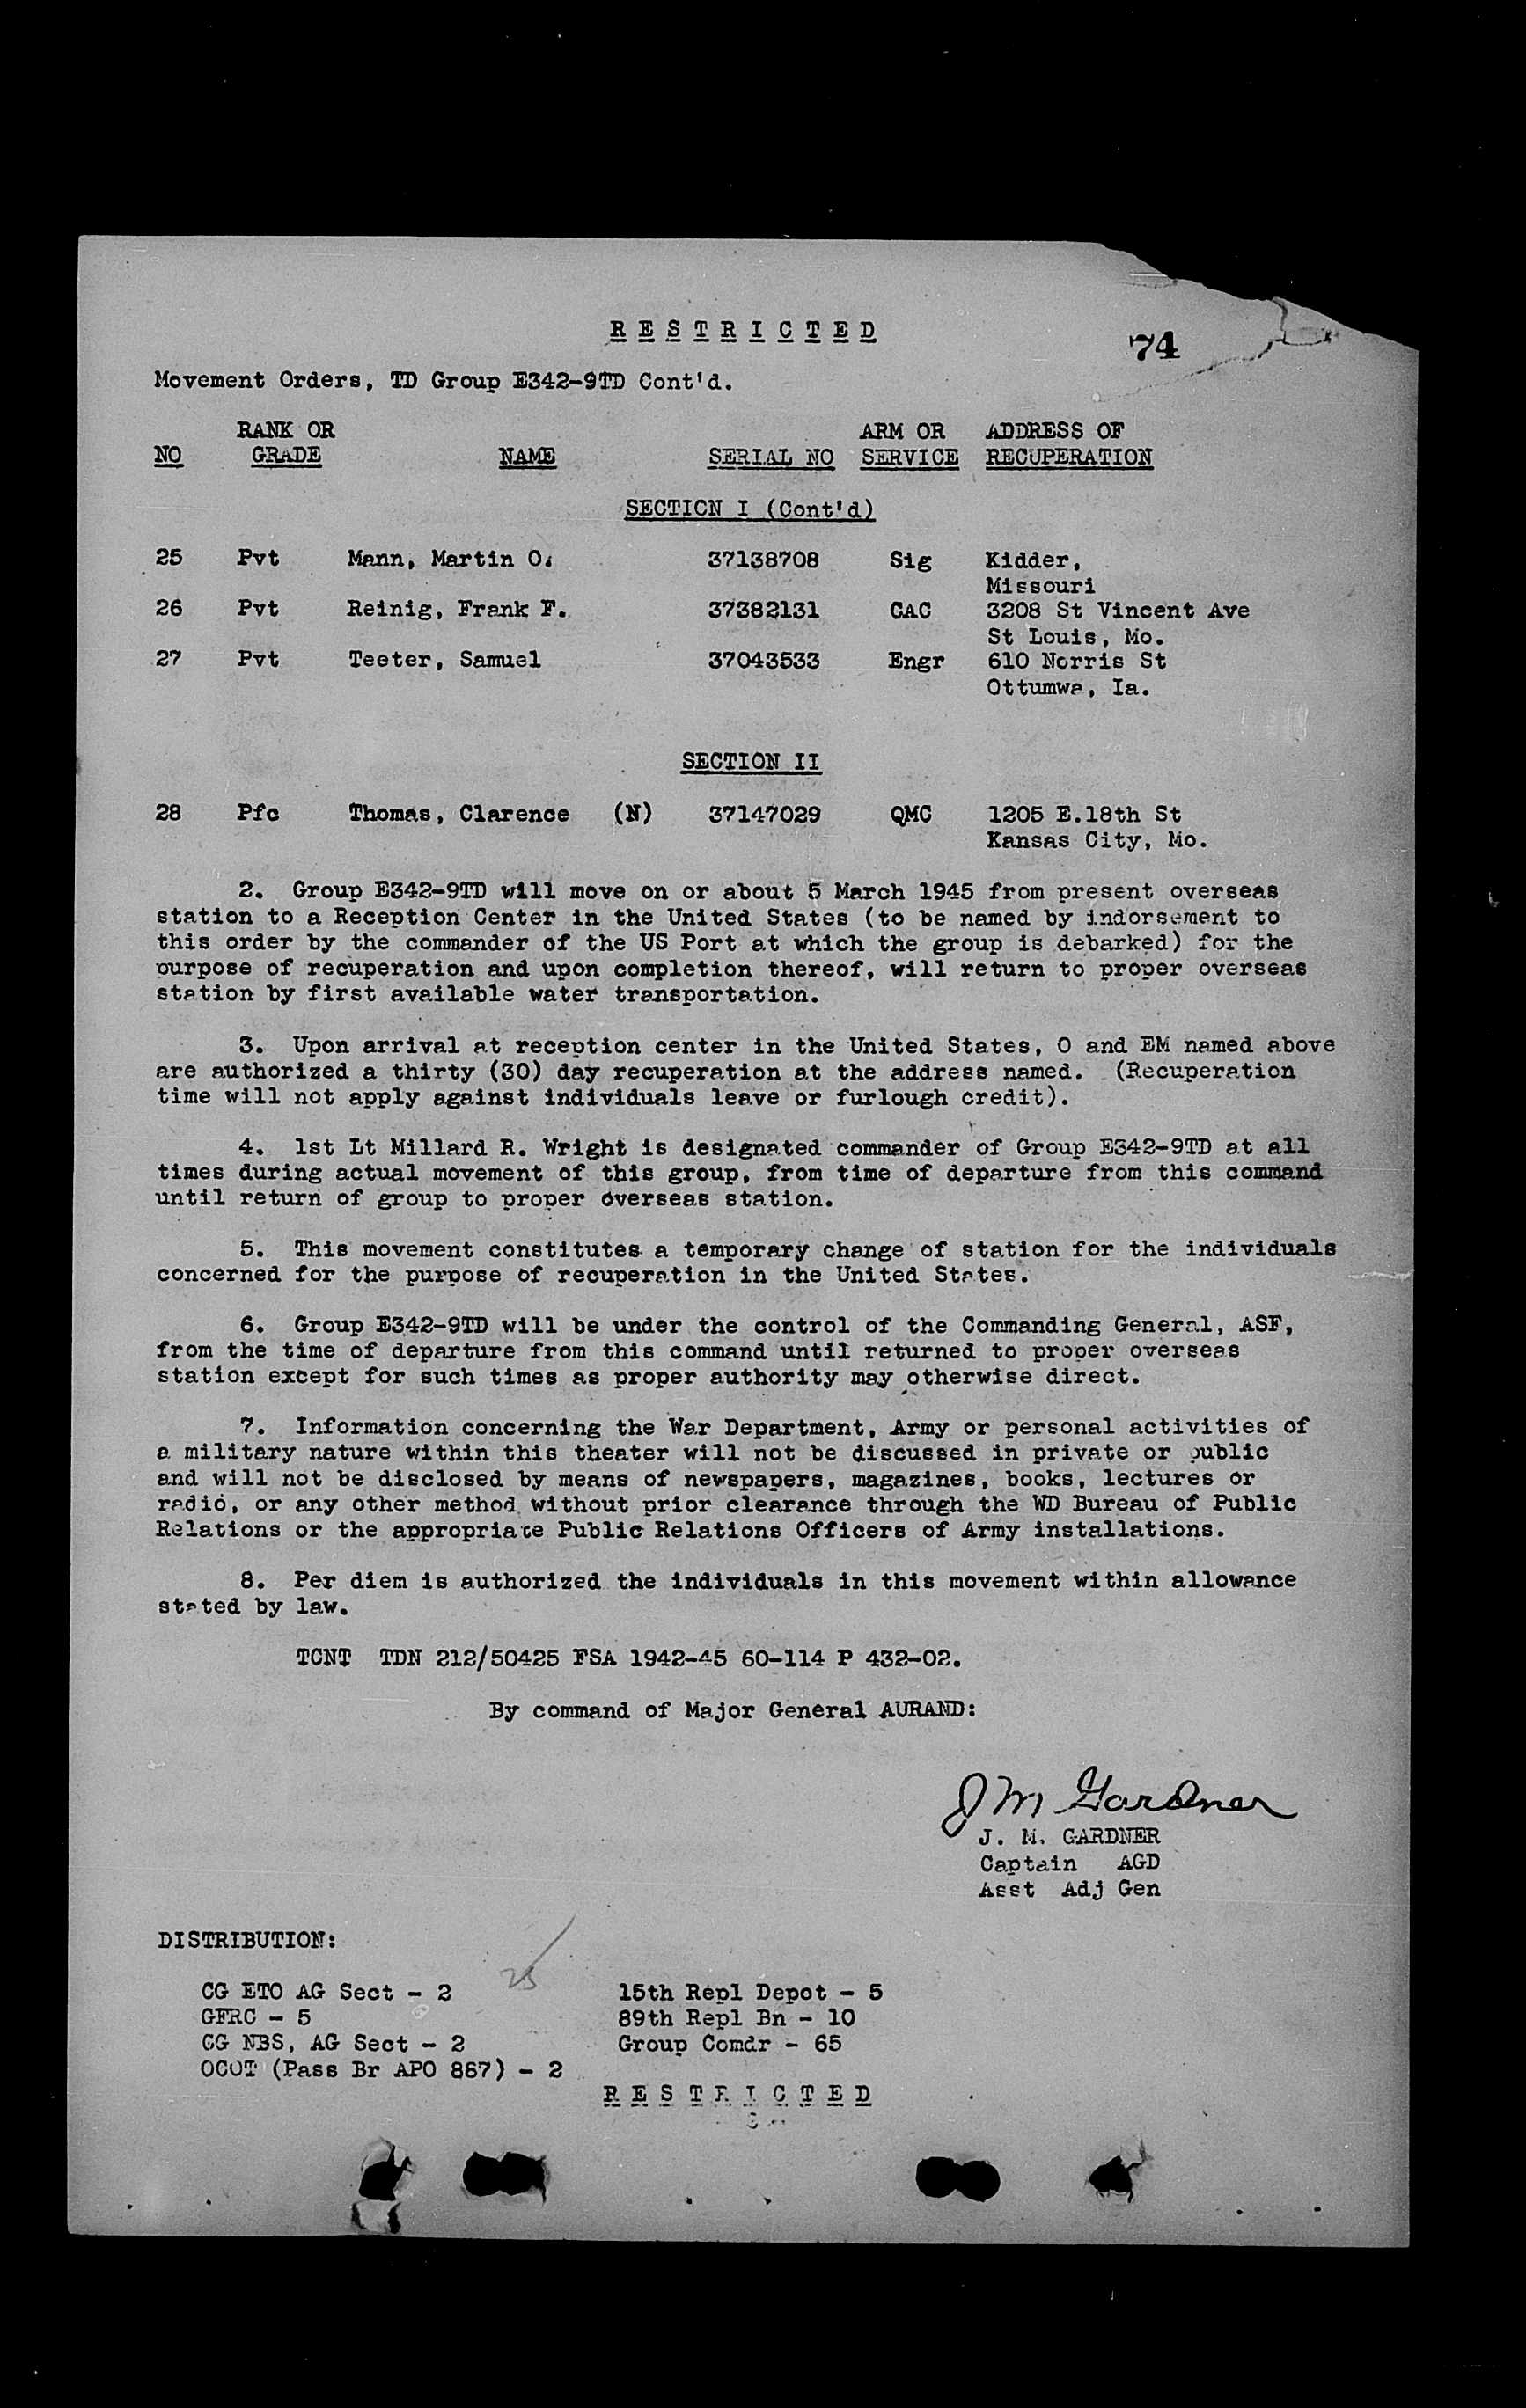 R E S T R I C T E D
74
Movement Orders, TD Group E342-9TD Cont'd.
NO RANK OR GRADE NAME SERIAL NO ARM OR SERVICE ADDRESS OF RECUPERATION
SECTION I (Cont'd)
25 Pvt Mann, Martin O. 37138708 Sig Kidder,
Missouri
26 Pvt Reinig, Frank F. 37382131 CAC 3208 St Vincent Ave
St Louis, Mo.
27 Pvt Teeter, Samuel 37043533 Engr 610 Norris St
Ottumwa, Ia.
SECTION II
28 Pfc Thomas, Clarence (N) 37147029 QMC 1205 E.18th St
Kansas City, Mo.
2. Group E342-9TD will move on or about 5 March 1945 from present overseas
station to a Reception Center in the United States (to be named by indorsement to
this order by the commander of the US Port at which the group is debarked) for the
purpose of recuperation and upon completion thereof, will return to proper overseas
station by first available water transportation.
3. Upon arrival at reception center in the United States, O and EM named above
are authorized a thirty (30) day recuperation at the address named. (Recuperation
time will not apply against individuals leave or furlough credit).
4. 1st Lt Millard R. Wright is designated commander of Group E342-9TD at all
times during actual movement of this group, from time of departure from this command
until return of group to proper overseas station.
5. This movement constitutes a temporary change of station for the individuals
concerned for the purpose of recuperation in the United States.
6. Group E342-9TD will be under the control of the Commanding General, ASF,
from the time of departure from this command until returned to proper overseas
station except for such times as proper authority may otherwise direct.
7. Information concerning the War Department, Army or personal activities of
a military nature within this theater will not be discussed in private or public
and will not be disclosed by means of newspapers, magazines, books, lectures or
radio, or any other method without prior clearance through the WD Bureau of Public
Relations or the appropriate Public Relations Officers of Army installations.
8. Per diem is authorized the individuals in this movement within allowance
stated by law.
TCNT TDN 212/50425 FSA 1942-45 60-114 P 432-02.
By command of Major General AURAND:
J M Gardner
J. M. GARDNER
Captain AGD
Asst Adj Gen
DISTRIBUTION:
25
CG ETO AG Sect - 2 15th Repl Depot - 5
GFRC - 5 89th Repl Bn - 10
CG NBS, AG Sect - 2 Group Comdr - 65
OCOT (Pass Br APO 887) - 2
R E S T R I C T E D